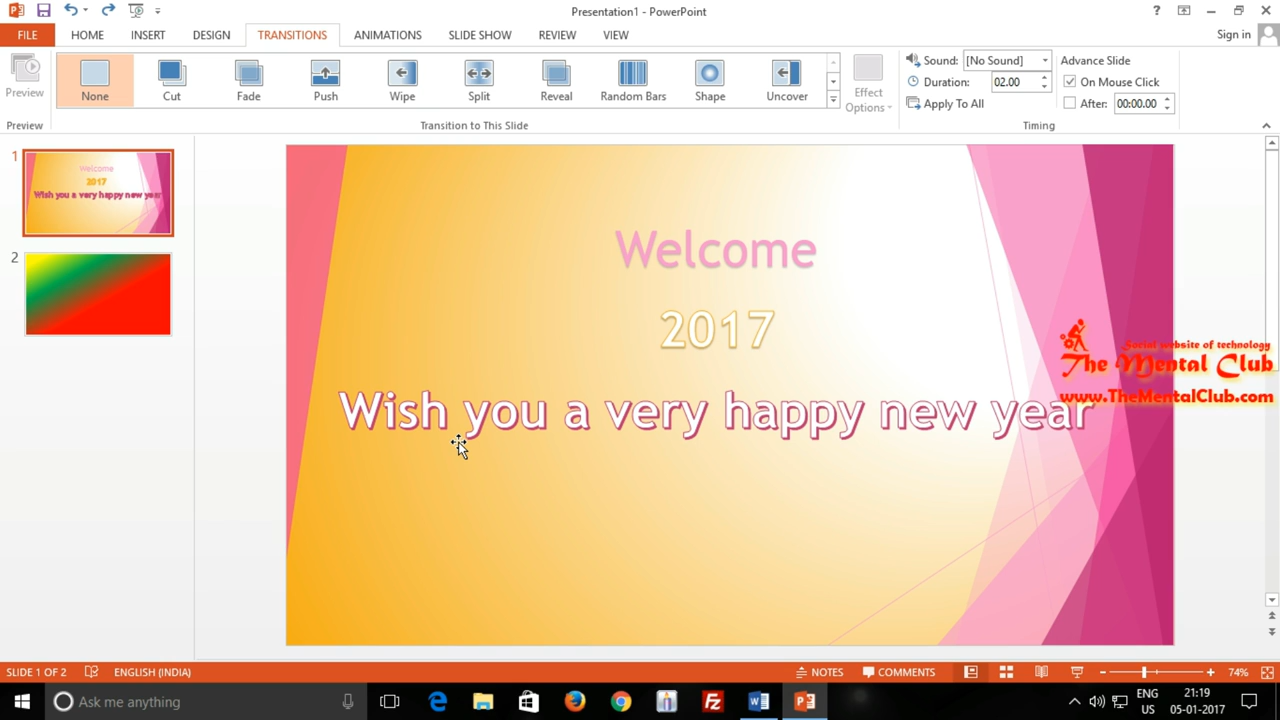 Presentation1 - PowerPoint
Sign in
FILE HOME INSERT DESIGN TRANSITIONS ANIMATIONS SLIDE SHOW REVIEW VIEW
Preview
None Cut Fade Push Wipe Split Reveal Random Bars Shape Uncover
Effect Options
Sound: [No Sound]
Duration: 02.00
Apply To All
Advance Slide
On Mouse Click
After: 00:00.00
Preview
Transition to This Slide
Timing
1
Welcome
2017
Wish you a very happy new year
2
Welcome
2017
Wish you a very happy new year
Social website of technology
The Mental Club
www.TheMentalClub.com
SLIDE 1 OF 2 ENGLISH (INDIA) NOTES COMMENTS 74%
Ask me anything
ENG
US
21:19
05-01-2017